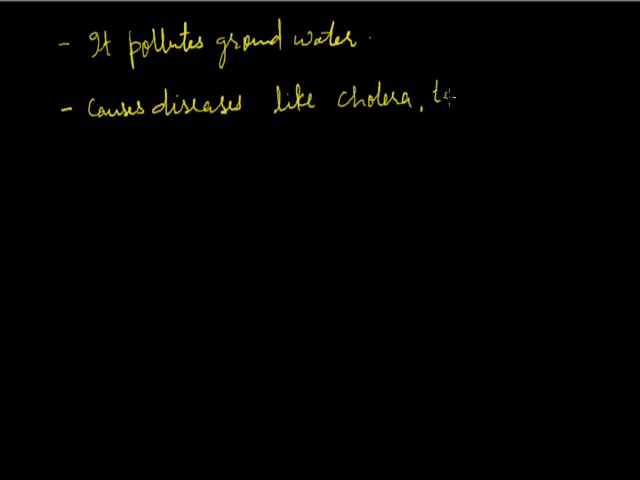 - It pollutes ground water.
- Causes diseases like cholera, t